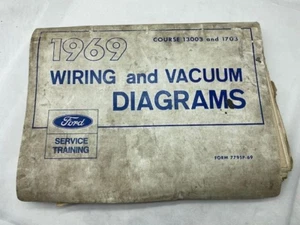 COURSE 13003 and 1703
1969
WIRING and VACUUM
DIAGRAMS
Ford
SERVICE
TRAINING
FORM 7795P-69